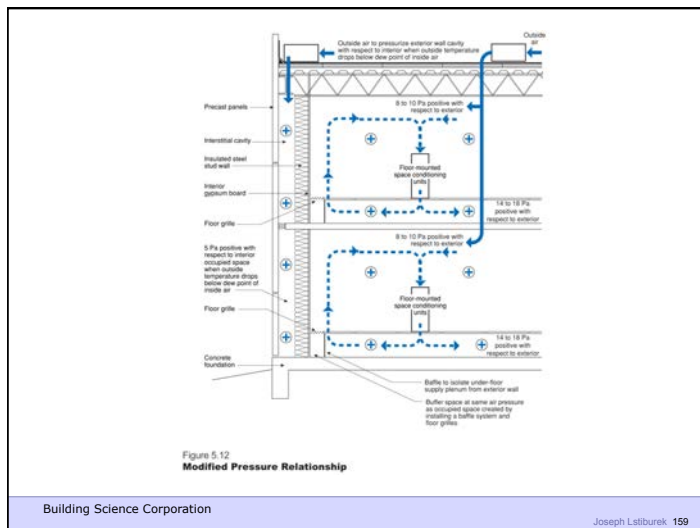 Outside air to pressurize exterior wall cavity
with respect to interior when outside temperature
drops below dew point of inside air
Outside
air
Precast panels
Interstitial cavity
Insulated steel
stud wall
Interior
gypsum board
Floor grille
5 Pa positive with
respect to interior
occupied space
when outside
temperature drops
below dew point of
inside air
Floor grille
Concrete
foundation
8 to 10 Pa positive with
respect to exterior
Floor-mounted
space conditioning
units
14 to 18 Pa
positive with
respect to exterior
8 to 10 Pa positive with
respect to exterior
Floor-mounted
space conditioning
units
14 to 18 Pa
positive with
respect to exterior
Baffle to isolate under-floor
supply plenum from exterior wall
Buffer space at same air pressure
as occupied space created by
installing a baffle system and
floor grilles
Figure 5.12
Modified Pressure Relationship
Building Science Corporation
Joseph Lstiburek 159